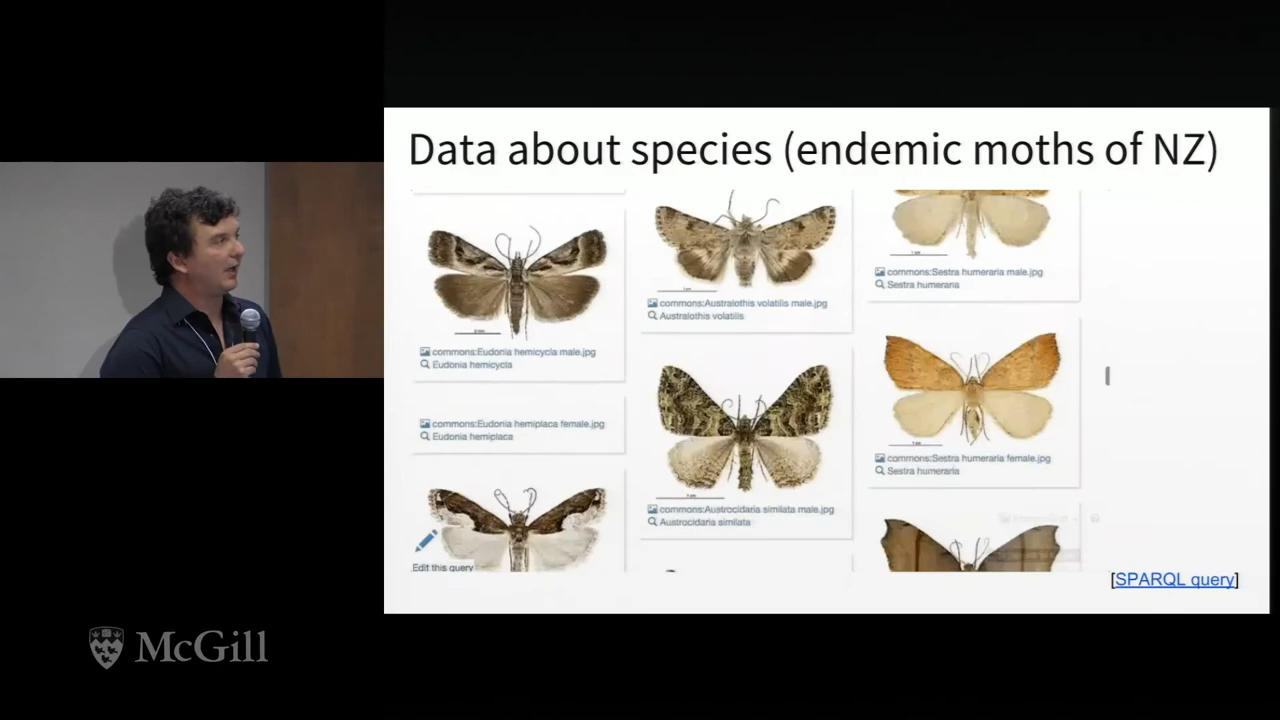 Data about species (endemic moths of NZ)
commons:Eudonia hemicycla male.jpg
Eudonia hemicycla
commons:Eudonia hemiplaca female.jpg
Eudonia hemiplaca
Edit this query
commons:Australothis volatilis male.jpg
Australothis volatilis
commons:Austrocidaria similata male.jpg
Austrocidaria similata
commons:Sestra humeraria male.jpg
Sestra humeraria
commons:Sestra humeraria female.jpg
Sestra humeraria
[SPARQL query]
McGill